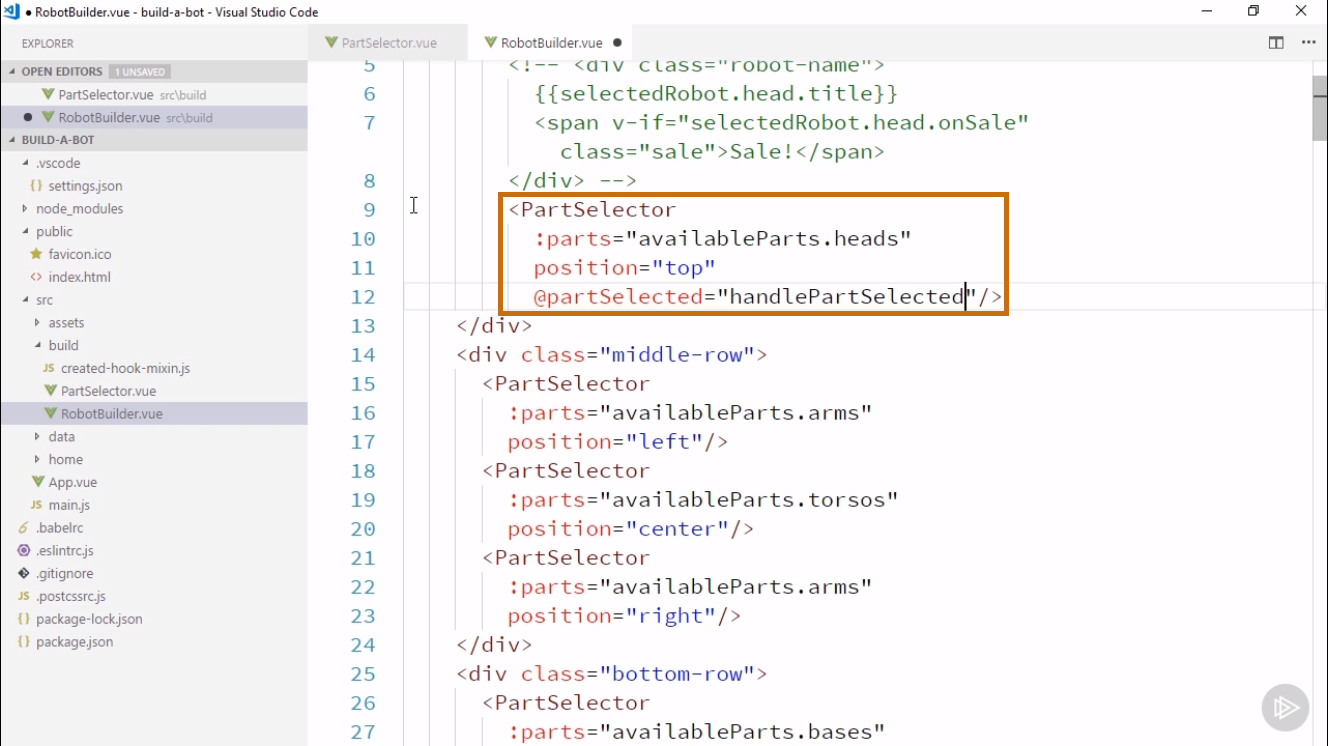 RobotBuilder.vue - build-a-bot - Visual Studio Code
EXPLORER
OPEN EDITORS 1 UNSAVED
PartSelector.vue src\build
● RobotBuilder.vue src\build
BUILD-A-BOT
.vscode
{} settings.json
node_modules
public
favicon.ico
<> index.html
src
assets
build
JS created-hook-mixin.js
PartSelector.vue
RobotBuilder.vue
data
home
App.vue
JS main.js
6 .babelrc
.eslintrc.js
.gitignore
JS .postcssrc.js
{} package-lock.json
{} package.json
PartSelector.vue RobotBuilder.vue ●
5 <!-- <div class="robot-name">
6 {{selectedRobot.head.title}}
7 <span v-if="selectedRobot.head.onSale"
class="sale">Sale!</span>
8 </div> -->
9 <PartSelector
10 :parts="availableParts.heads"
11 position="top"
12 @partSelected="handlePartSelected"/>
13 </div>
14 <div class="middle-row">
15 <PartSelector
16 :parts="availableParts.arms"
17 position="left"/>
18 <PartSelector
19 :parts="availableParts.torsos"
20 position="center"/>
21 <PartSelector
22 :parts="availableParts.arms"
23 position="right"/>
24 </div>
25 <div class="bottom-row">
26 <PartSelector
27 :parts="availableParts.bases"